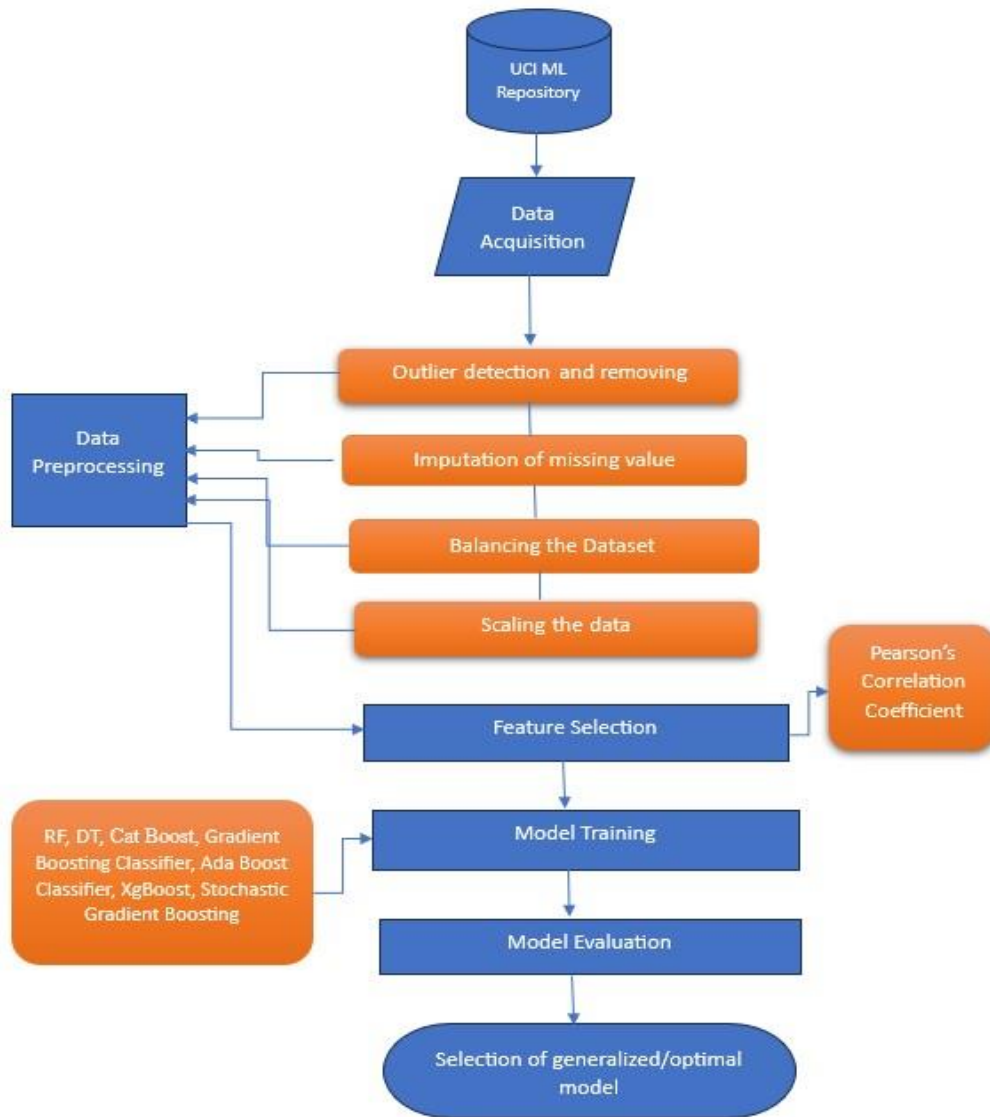 UCI ML
Repository
Data
Acquisition
Outlier detection and removing
Data
Preprocessing
Imputation of missing value
Balancing the Dataset
Scaling the data
Pearson's
Correlation
Coefficient
Feature Selection
RF, DT, Cat Boost, Gradient
Boosting Classifier, Ada Boost
Classifier, XgBoost, Stochastic
Gradient Boosting
Model Training
Model Evaluation
Selection of generalized/optimal
model